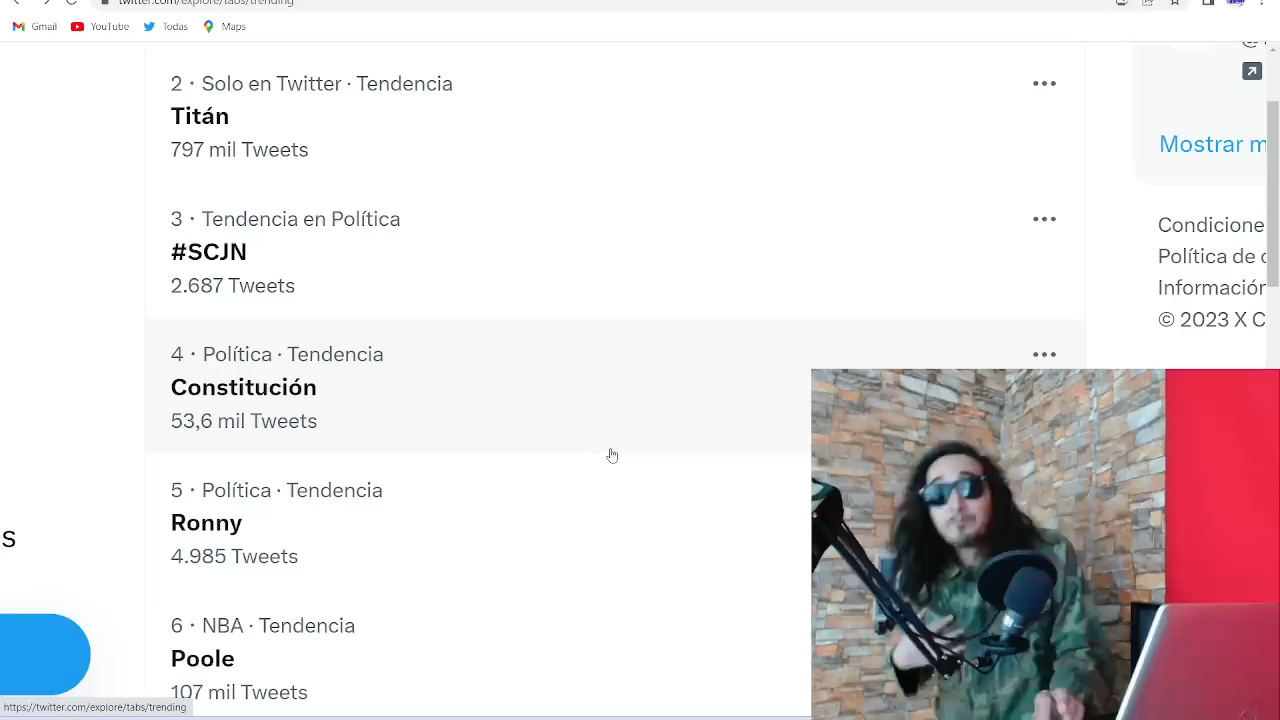 twitter.com/explore/tabs/trending
Gmail YouTube Todas Maps
2 · Solo en Twitter · Tendencia
Titán
797 mil Tweets
3 · Tendencia en Política
#SCJN
2.687 Tweets
4 · Política · Tendencia
Constitución
53,6 mil Tweets
5 · Política · Tendencia
Ronny
4.985 Tweets
6 · NBA · Tendencia
Poole
107 mil Tweets
Mostrar m
Condicione
Política de
Información
© 2023 X C
s
https://twitter.com/explore/tabs/trending